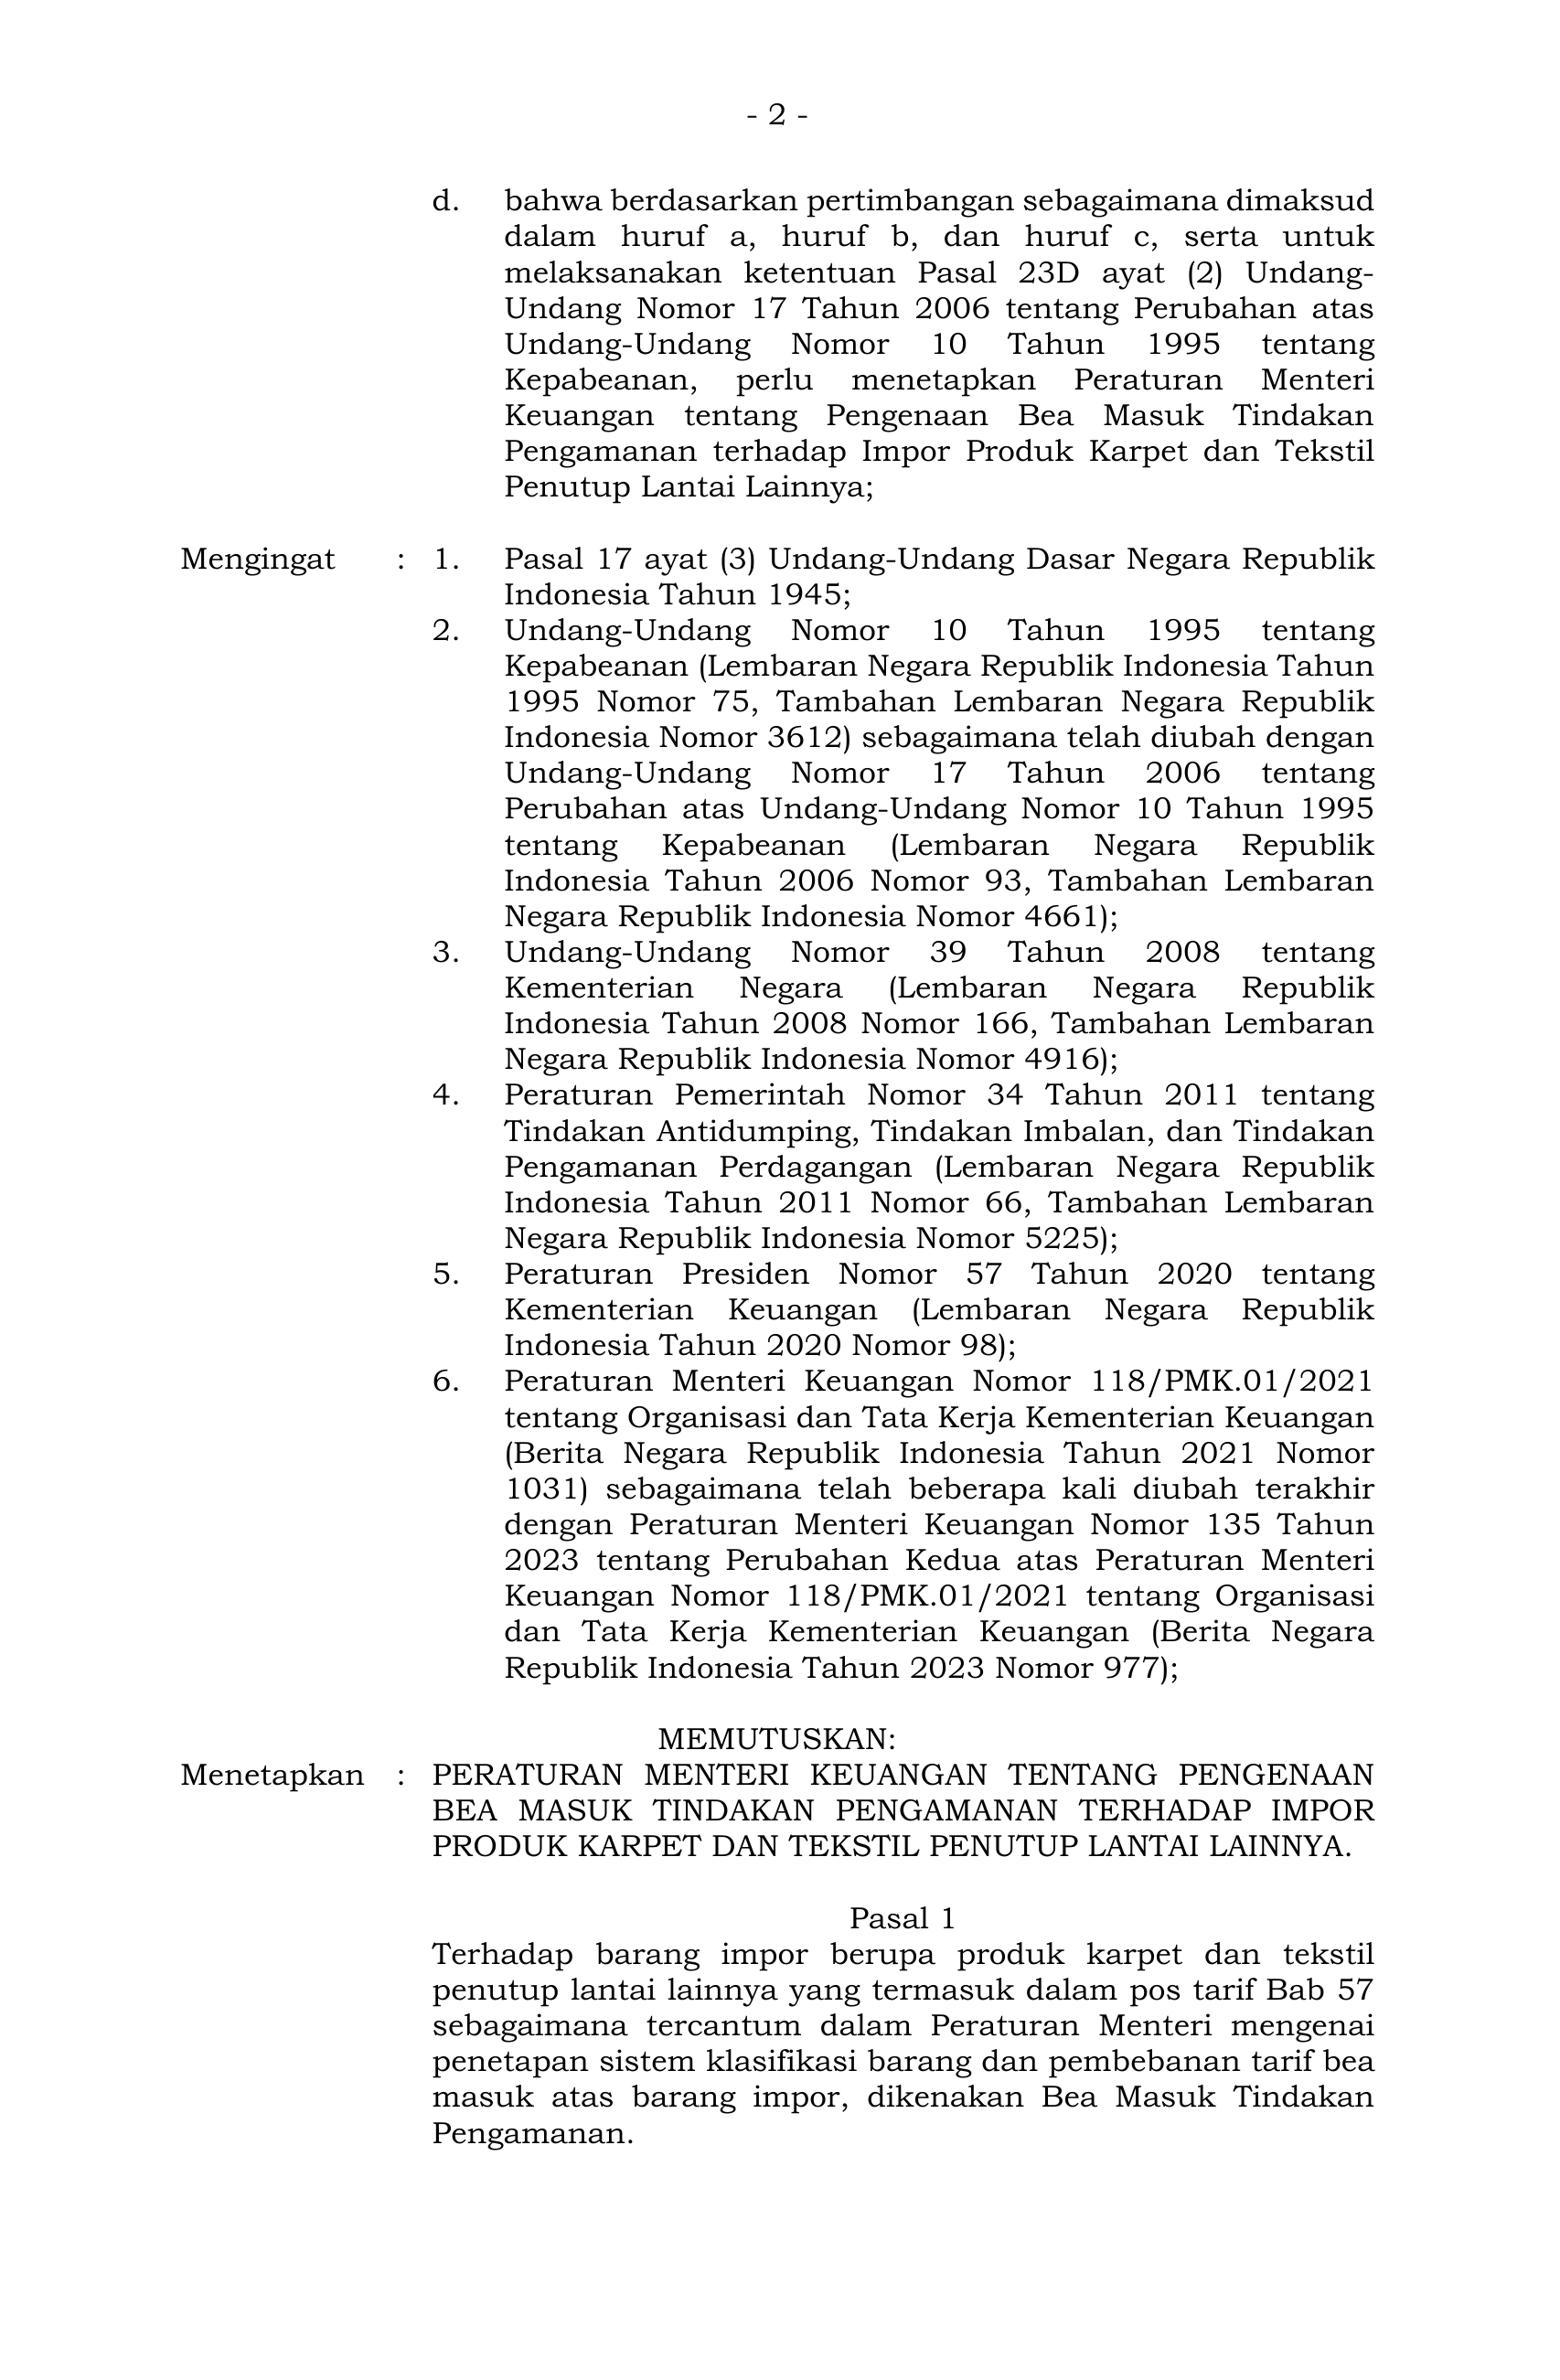 - 2 -
d. bahwa berdasarkan pertimbangan sebagaimana dimaksud
dalam huruf a, huruf b, dan huruf c, serta untuk
melaksanakan ketentuan Pasal 23D ayat (2) Undang-
Undang Nomor 17 Tahun 2006 tentang Perubahan atas
Undang-Undang Nomor 10 Tahun 1995 tentang
Kepabeanan, perlu menetapkan Peraturan Menteri
Keuangan tentang Pengenaan Bea Masuk Tindakan
Pengamanan terhadap Impor Produk Karpet dan Tekstil
Penutup Lantai Lainnya;
Mengingat : 1. Pasal 17 ayat (3) Undang-Undang Dasar Negara Republik
Indonesia Tahun 1945;
2. Undang-Undang Nomor 10 Tahun 1995 tentang
Kepabeanan (Lembaran Negara Republik Indonesia Tahun
1995 Nomor 75, Tambahan Lembaran Negara Republik
Indonesia Nomor 3612) sebagaimana telah diubah dengan
Undang-Undang Nomor 17 Tahun 2006 tentang
Perubahan atas Undang-Undang Nomor 10 Tahun 1995
tentang Kepabeanan (Lembaran Negara Republik
Indonesia Tahun 2006 Nomor 93, Tambahan Lembaran
Negara Republik Indonesia Nomor 4661);
3. Undang-Undang Nomor 39 Tahun 2008 tentang
Kementerian Negara (Lembaran Negara Republik
Indonesia Tahun 2008 Nomor 166, Tambahan Lembaran
Negara Republik Indonesia Nomor 4916);
4. Peraturan Pemerintah Nomor 34 Tahun 2011 tentang
Tindakan Antidumping, Tindakan Imbalan, dan Tindakan
Pengamanan Perdagangan (Lembaran Negara Republik
Indonesia Tahun 2011 Nomor 66, Tambahan Lembaran
Negara Republik Indonesia Nomor 5225);
5. Peraturan Presiden Nomor 57 Tahun 2020 tentang
Kementerian Keuangan (Lembaran Negara Republik
Indonesia Tahun 2020 Nomor 98);
6. Peraturan Menteri Keuangan Nomor 118/PMK.01/2021
tentang Organisasi dan Tata Kerja Kementerian Keuangan
(Berita Negara Republik Indonesia Tahun 2021 Nomor
1031) sebagaimana telah beberapa kali diubah terakhir
dengan Peraturan Menteri Keuangan Nomor 135 Tahun
2023 tentang Perubahan Kedua atas Peraturan Menteri
Keuangan Nomor 118/PMK.01/2021 tentang Organisasi
dan Tata Kerja Kementerian Keuangan (Berita Negara
Republik Indonesia Tahun 2023 Nomor 977);
MEMUTUSKAN:
Menetapkan : PERATURAN MENTERI KEUANGAN TENTANG PENGENAAN
BEA MASUK TINDAKAN PENGAMANAN TERHADAP IMPOR
PRODUK KARPET DAN TEKSTIL PENUTUP LANTAI LAINNYA.
Pasal 1
Terhadap barang impor berupa produk karpet dan tekstil
penutup lantai lainnya yang termasuk dalam pos tarif Bab 57
sebagaimana tercantum dalam Peraturan Menteri mengenai
penetapan sistem klasifikasi barang dan pembebanan tarif bea
masuk atas barang impor, dikenakan Bea Masuk Tindakan
Pengamanan.